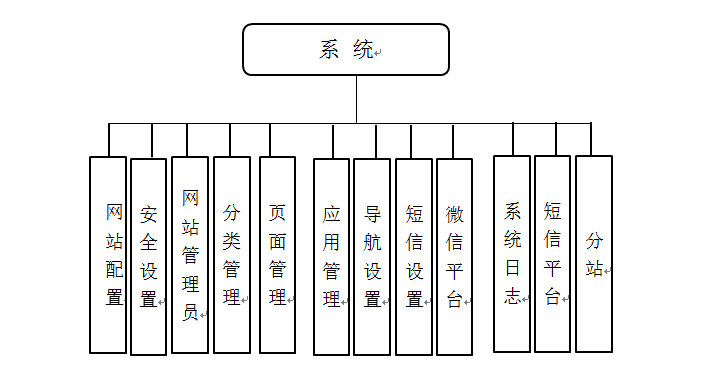 系 统
网站配置
安全设置
网站管理员
分类管理
页面管理
应用管理
导航设置
短信设置
微信平台
系统日志
短信平台
分站